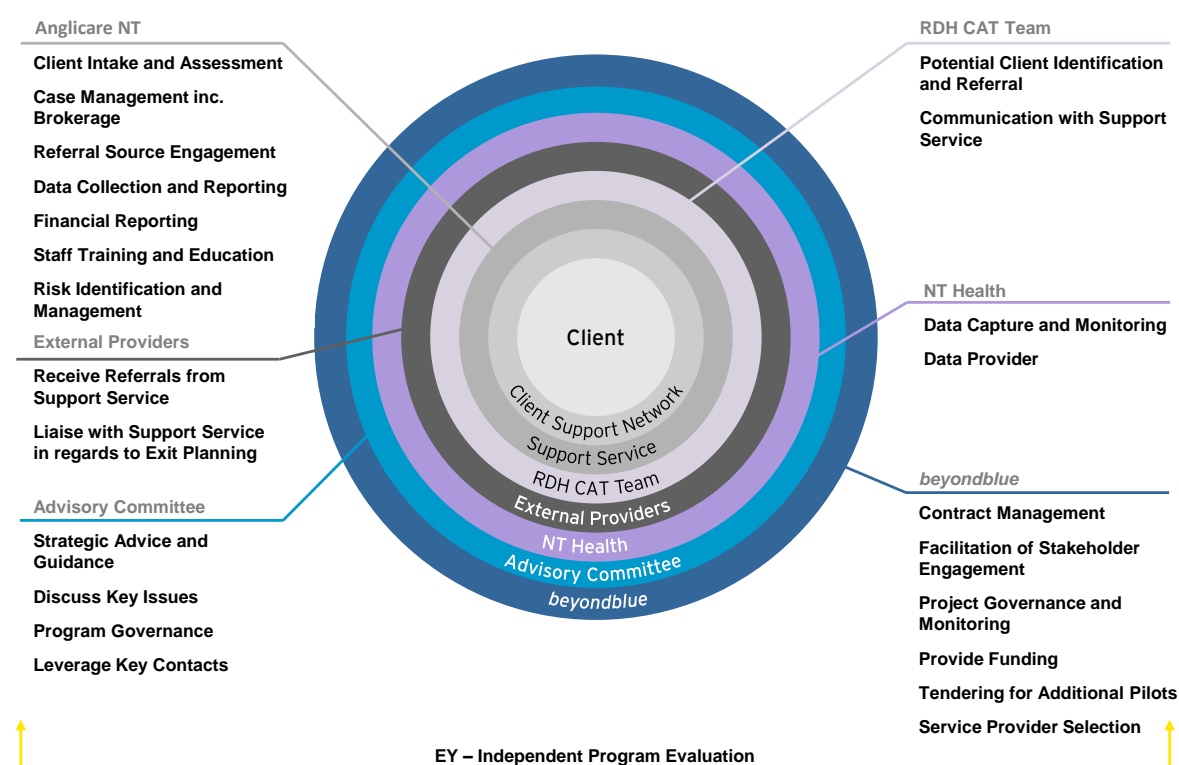 Anglicare NT
Client Intake and Assessment
Case Management inc.
Brokerage
Referral Source Engagement
Data Collection and Reporting
Financial Reporting
Staff Training and Education
Risk Identification and
Management
External Providers
Receive Referrals from
Support Service
Liaise with Support Service
in regards to Exit Planning
Advisory Committee
Strategic Advice and
Guidance
Discuss Key Issues
Program Governance
Leverage Key Contacts
Client
Client Support Network
Support Service
RDH CAT Team
External Providers
NT Health
Advisory Committee
beyondblue
RDH CAT Team
Potential Client Identification
and Referral
Communication with Support
Service
NT Health
Data Capture and Monitoring
Data Provider
beyondblue
Contract Management
Facilitation of Stakeholder
Engagement
Project Governance and
Monitoring
Provide Funding
Tendering for Additional Pilots
Service Provider Selection
EY – Independent Program Evaluation